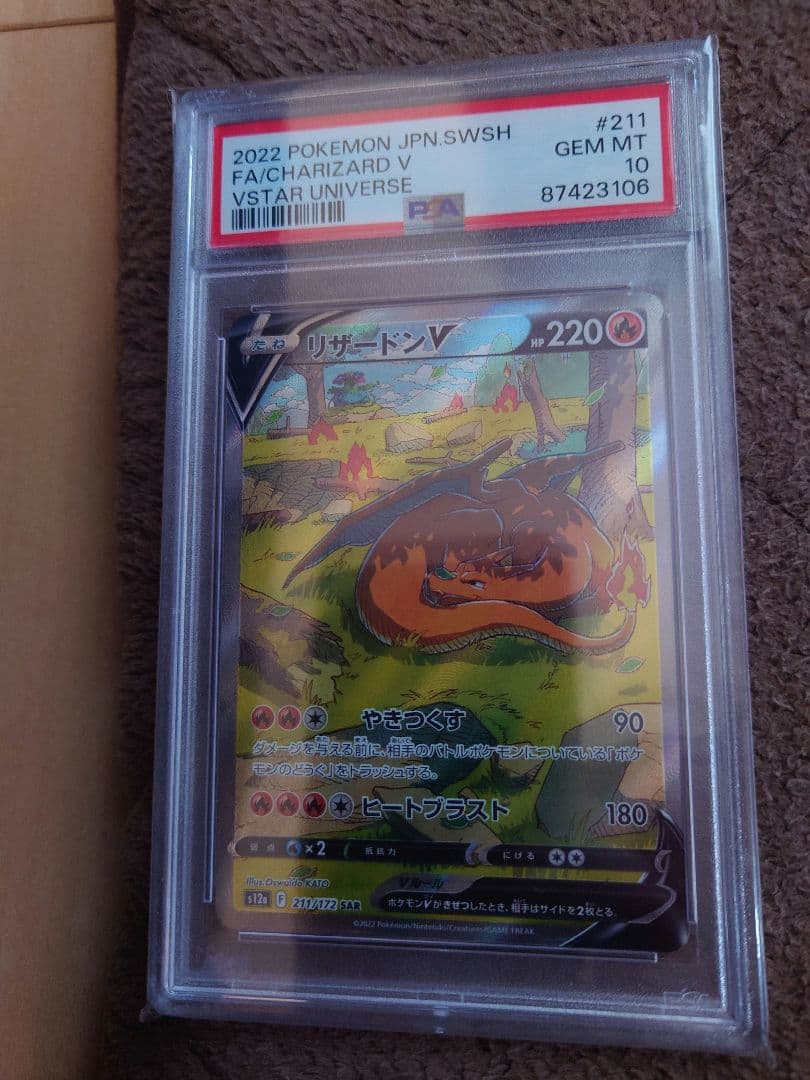 2022 POKEMON JPN.SWSH #211
FA/CHARIZARD V GEM MT
VSTAR UNIVERSE 10
PSA 87423106
たね リザードンV HP 220
やきつくす 90
ダメージを与える前に、相手のバトルポケモンについている「ポケ
モンのどうぐ」をトラッシュする。
ヒートブラスト 180
弱点 ×2 抵抗力 にげる
Illus. Oswaldo KATO
Vルール
s12a F 211/172 SAR ポケモンVがきぜつしたとき、相手はサイドを2枚とる。
©2022 Pokémon/Nintendo/Creatures/GAME FREAK